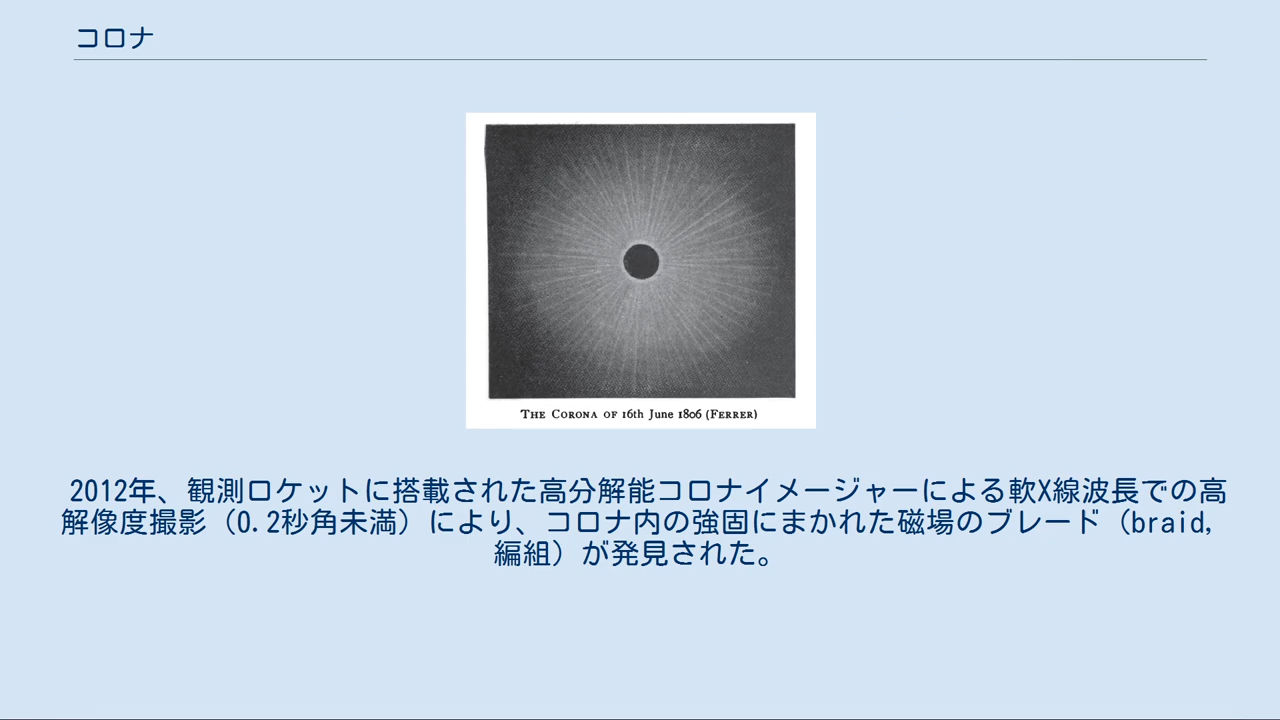 コロナ
THE CORONA OF 16th June 1806 (FERRER)
2012年、観測ロケットに搭載された高分解能コロナイメージャーによる軟X線波長での高
解像度撮影（0.2秒角未満）により、コロナ内の強固にまかれた磁場のブレード（braid,
編組）が発見された。